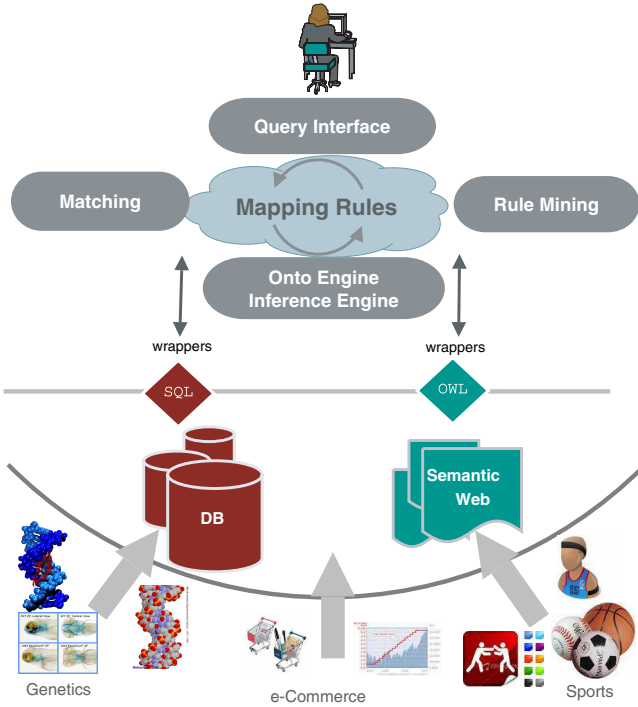 Query Interface
Matching
Mapping Rules
Rule Mining
Onto Engine
Inference Engine
wrappers
wrappers
SQL
OWL
DB
Semantic
Web
Genetics
e-Commerce
Sports